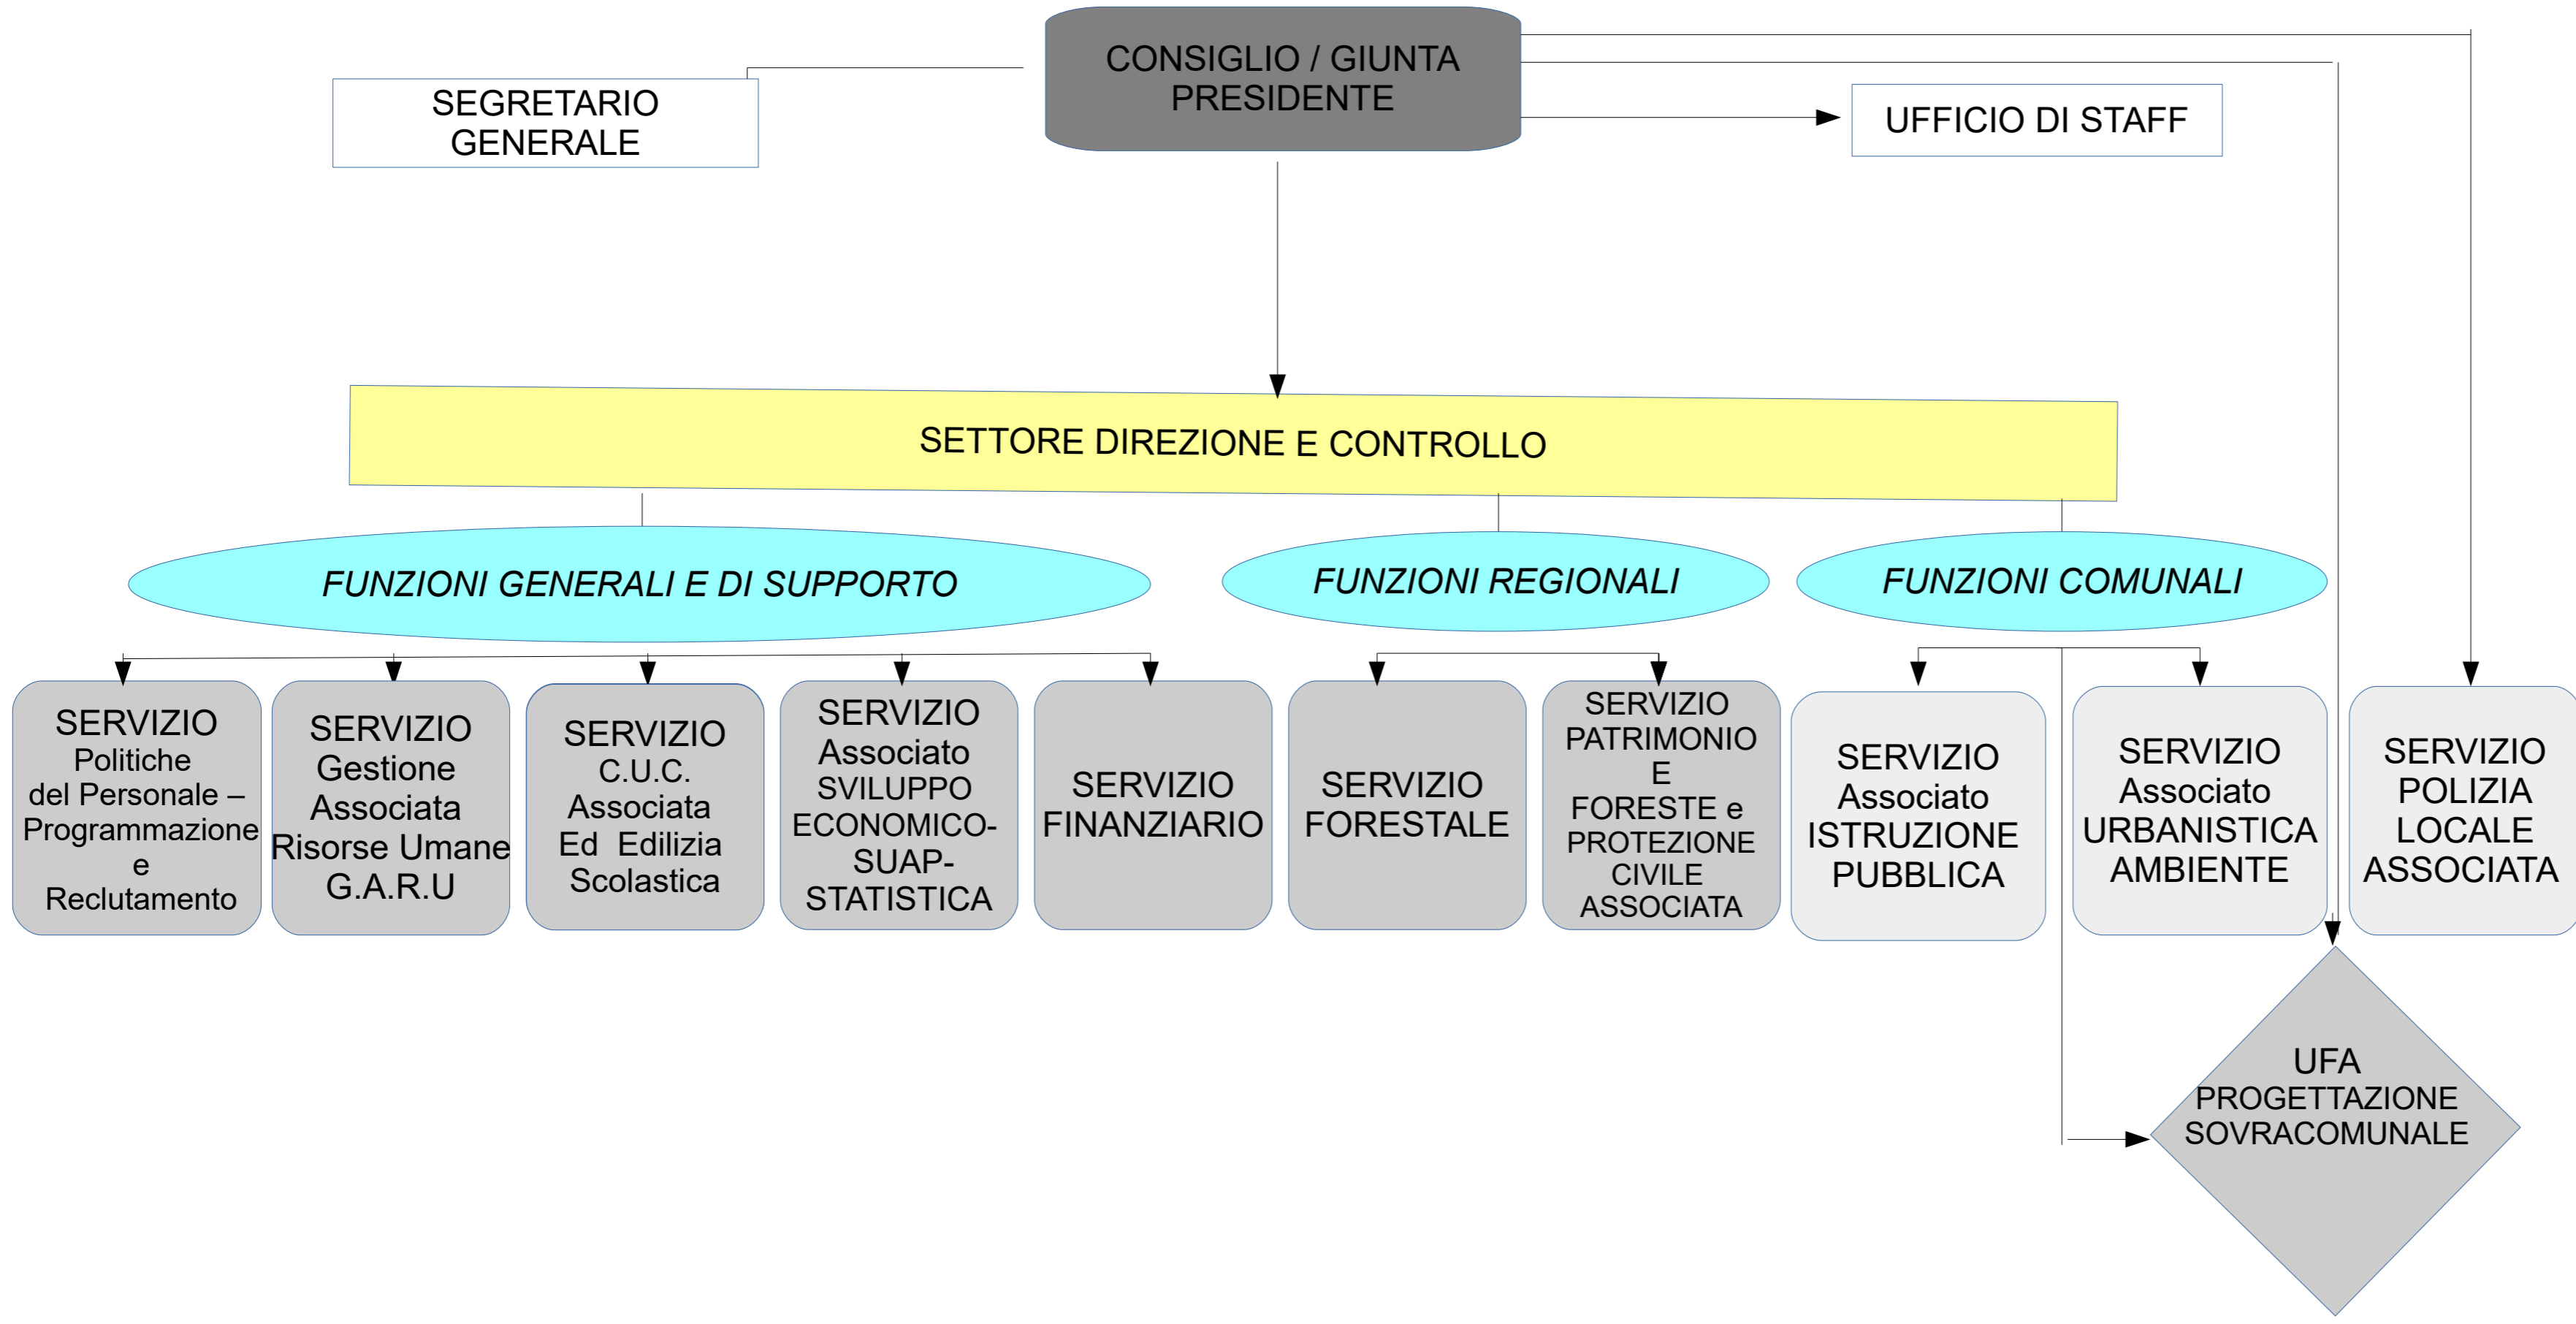 CONSIGLIO / GIUNTA
PRESIDENTE
SEGRETARIO
GENERALE
UFFICIO DI STAFF
SETTORE DIREZIONE E CONTROLLO
FUNZIONI GENERALI E DI SUPPORTO
FUNZIONI REGIONALI
FUNZIONI COMUNALI
SERVIZIO
Politiche
del Personale –
Programmazione
e
Reclutamento
SERVIZIO
Gestione
Associata
Risorse Umane
G.A.R.U
SERVIZIO
C.U.C.
Associata
Ed Edilizia
Scolastica
SERVIZIO
Associato
SVILUPPO
ECONOMICO-
SUAP-
STATISTICA
SERVIZIO
FINANZIARIO
SERVIZIO
FORESTALE
SERVIZIO
PATRIMONIO
E
FORESTE e
PROTEZIONE
CIVILE
ASSOCIATA
SERVIZIO
Associato
ISTRUZIONE
PUBBLICA
SERVIZIO
Associato
URBANISTICA
AMBIENTE
SERVIZIO
POLIZIA
LOCALE
ASSOCIATA
UFA
PROGETTAZIONE
SOVRACOMUNALE